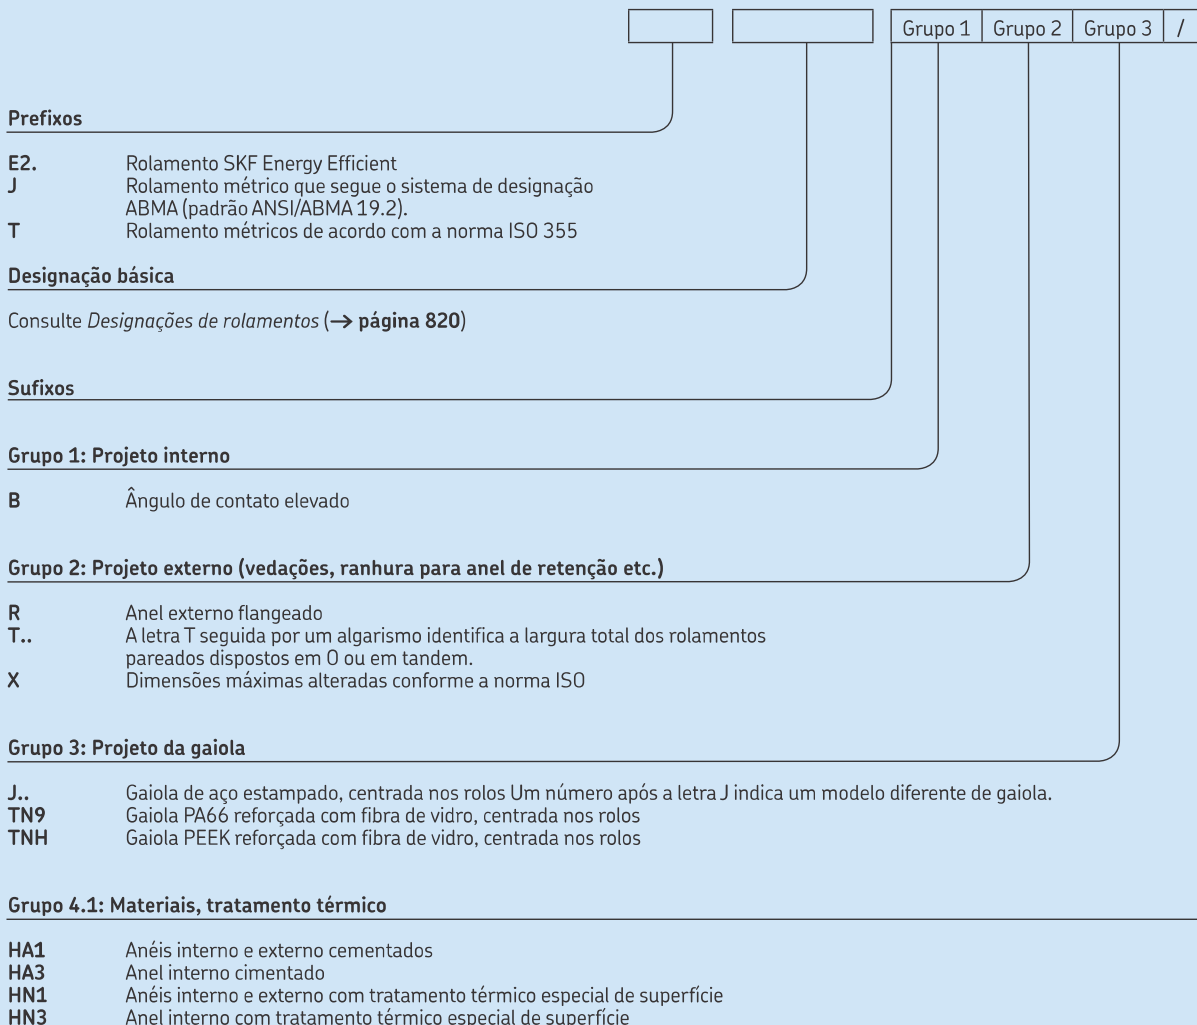 Grupo 1 Grupo 2 Grupo 3 /
Prefixos
E2. Rolamento SKF Energy Efficient
J Rolamento métrico que segue o sistema de designação
ABMA (padrão ANSI/ABMA 19.2).
T Rolamento métricos de acordo com a norma ISO 355
Designação básica
Consulte Designações de rolamentos (→ página 820)
Sufixos
Grupo 1: Projeto interno
B Ângulo de contato elevado
Grupo 2: Projeto externo (vedações, ranhura para anel de retenção etc.)
R Anel externo flangeado
T.. A letra T seguida por um algarismo identifica a largura total dos rolamentos
pareados dispostos em O ou em tandem.
X Dimensões máximas alteradas conforme a norma ISO
Grupo 3: Projeto da gaiola
J.. Gaiola de aço estampado, centrada nos rolos Um número após a letra J indica um modelo diferente de gaiola.
TN9 Gaiola PA66 reforçada com fibra de vidro, centrada nos rolos
TNH Gaiola PEEK reforçada com fibra de vidro, centrada nos rolos
Grupo 4.1: Materiais, tratamento térmico
HA1 Anéis interno e externo cementados
HA3 Anel interno cimentado
HN1 Anéis interno e externo com tratamento térmico especial de superfície
HN3 Anel interno com tratamento térmico especial de superfície